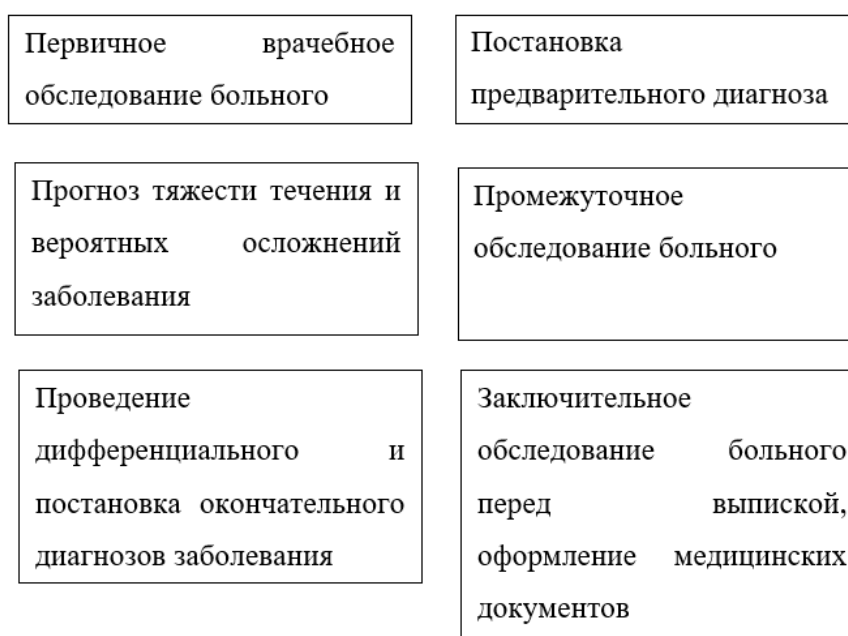 Первичное врачебное
обследование больного
Постановка
предварительного диагноза
Прогноз тяжести течения и
вероятных осложнений
заболевания
Промежуточное
обследование больного
Проведение
дифференциального и
постановка окончательного
диагнозов заболевания
Заключительное
обследование больного
перед выпиской,
оформление медицинских
документов